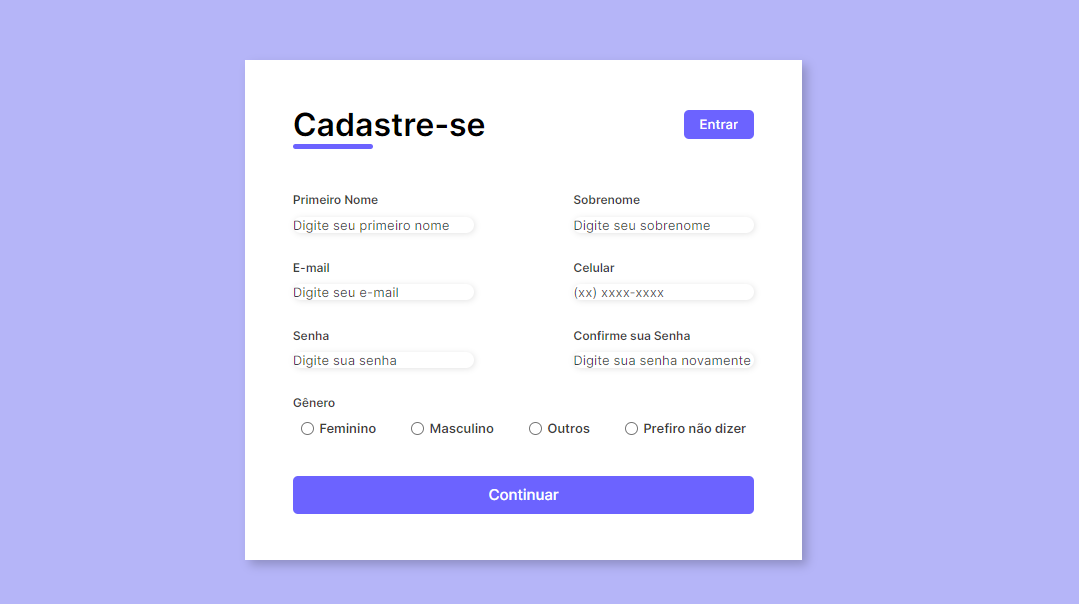 Cadastre-se
Entrar
Primeiro Nome
Sobrenome
Digite seu primeiro nome
Digite seu sobrenome
E-mail
Celular
Digite seu e-mail
(xx) xxxx-xxxx
Senha
Confirme sua Senha
Digite sua senha
Digite sua senha novamente
Gênero
Feminino Masculino Outros Prefiro não dizer
Continuar